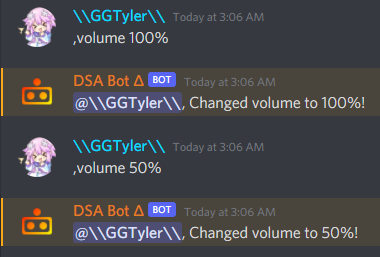 \\GGTyler\\ Today at 3:06 AM
,volume 100%
DSA Bot Δ BOT Today at 3:06 AM
@\\GGTyler\\, Changed volume to 100%!
\\GGTyler\\ Today at 3:06 AM
,volume 50%
DSA Bot Δ BOT Today at 3:06 AM
@\\GGTyler\\, Changed volume to 50%!